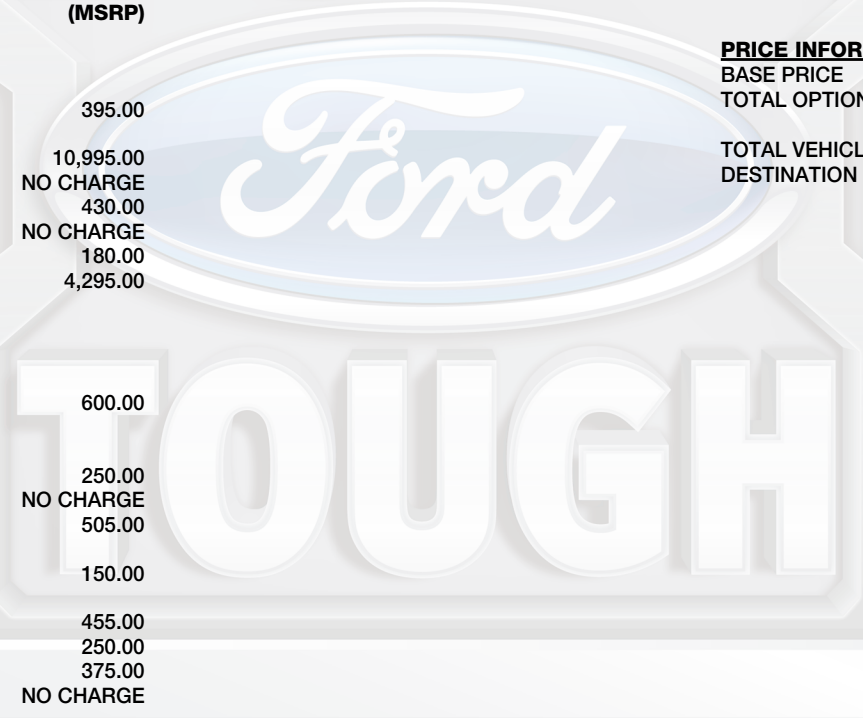 (MSRP)
395.00
10,995.00
NO CHARGE
430.00
NO CHARGE
180.00
4,295.00
600.00
250.00
NO CHARGE
505.00
150.00
455.00
250.00
375.00
NO CHARGE
PRICE INFOR
BASE PRICE
TOTAL OPTION
TOTAL VEHICL
DESTINATION
Ford
TOUGH